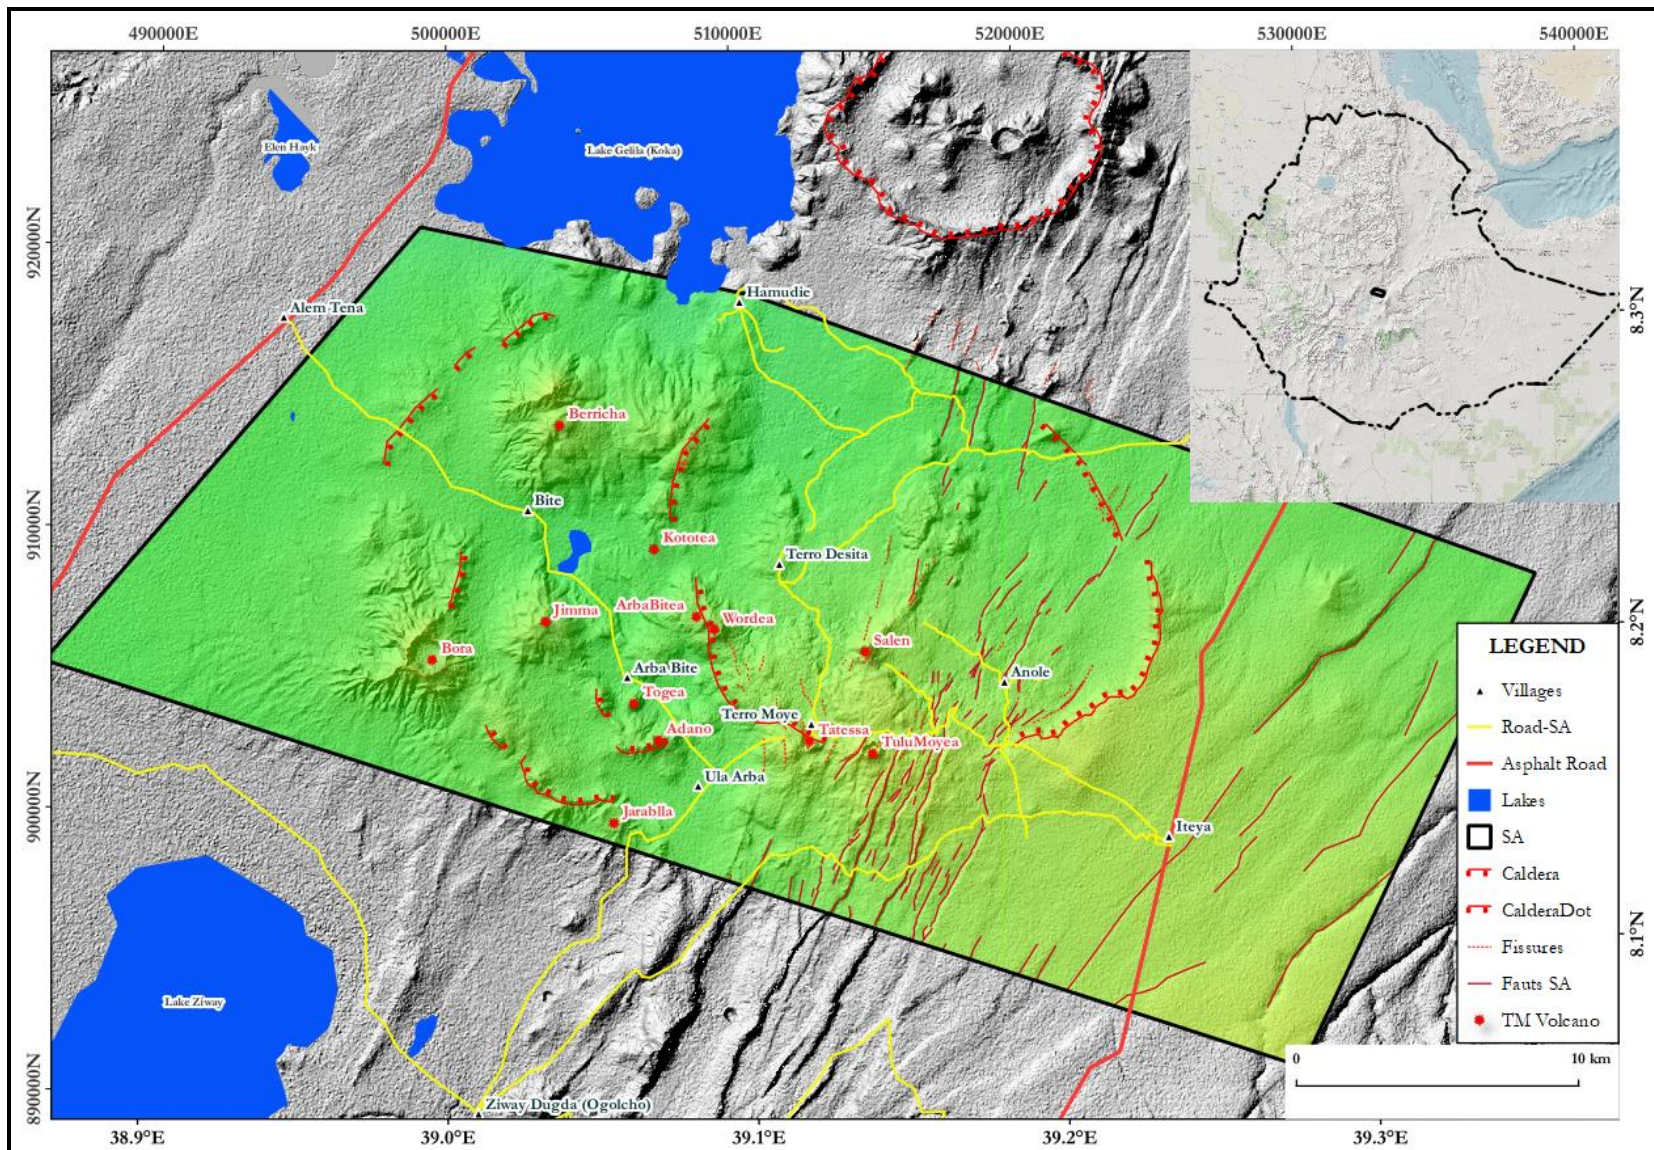 490000E
500000E
510000E
520000E
530000E
540000E
Elen Hayk
Lake Gelila (Koka)
920000N
Hamudie
Alem Tena
8.3°N
Berricha
Bite
910000N
Kototea
Terro Desita
Jimma
ArbaBitea
Wordea
8.2°N
Bora
Salen
Arba Bite
Anole
Togea
Terro Moye
Adano
Tatessa
TuluMoyea
Ula Arba
900000N
Jarablla
Iteya
8.1°N
Lake Ziway
890000N
Ziway Dugda (Ogolcho)
LEGEND
Villages
Road-SA
Asphalt Road
Lakes
SA
Caldera
CalderaDot
Fissures
Fauts SA
TM Volcano
0
10 km
38.9°E
39.0°E
39.1°E
39.2°E
39.3°E